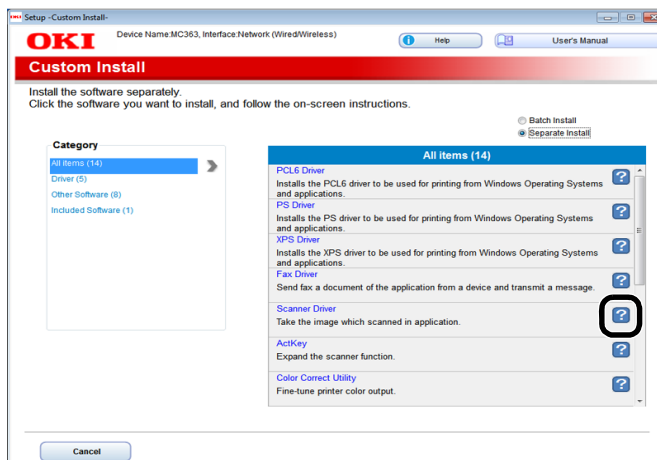 OKI Setup -Custom Install-
OKI
Device Name:MC363, Interface:Network (Wired/Wireless)
Help
User's Manual
Custom Install
Install the software separately.
Click the software you want to install, and follow the on-screen instructions.
Batch Install
Separate Install
Category
All items (14)
Driver (5)
Other Software (8)
Included Software (1)
All items (14)
PCL6 Driver
Installs the PCL6 driver to be used for printing from Windows Operating Systems
and applications.
PS Driver
Installs the PS driver to be used for printing from Windows Operating Systems
and applications.
XPS Driver
Installs the XPS driver to be used for printing from Windows Operating Systems
and applications.
Fax Driver
Send fax a document of the application from a device and transmit a message.
Scanner Driver
Take the image which scanned in application.
ActKey
Expand the scanner function.
Color Correct Utility
Fine-tune printer color output.
Cancel